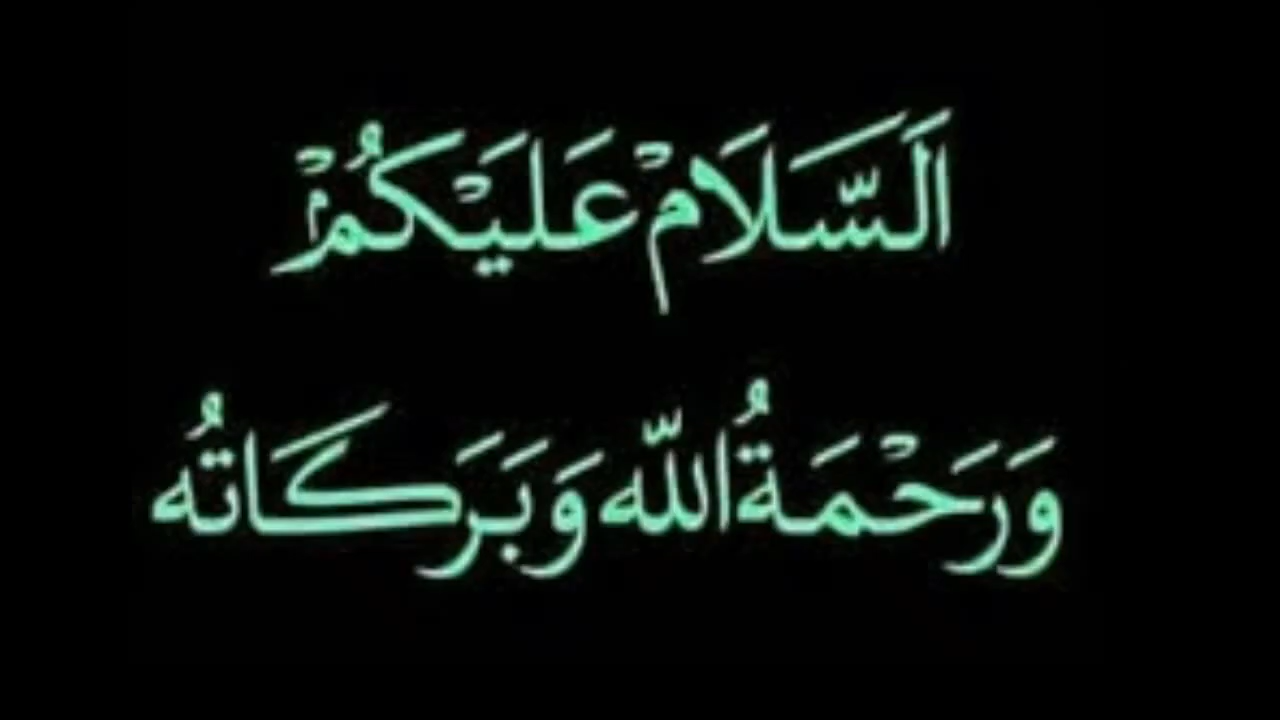 اَلسَّلَامْ عَلَيْكُمْ
وَرَحْمَةُ اللّه وَبَرَكَاتُه